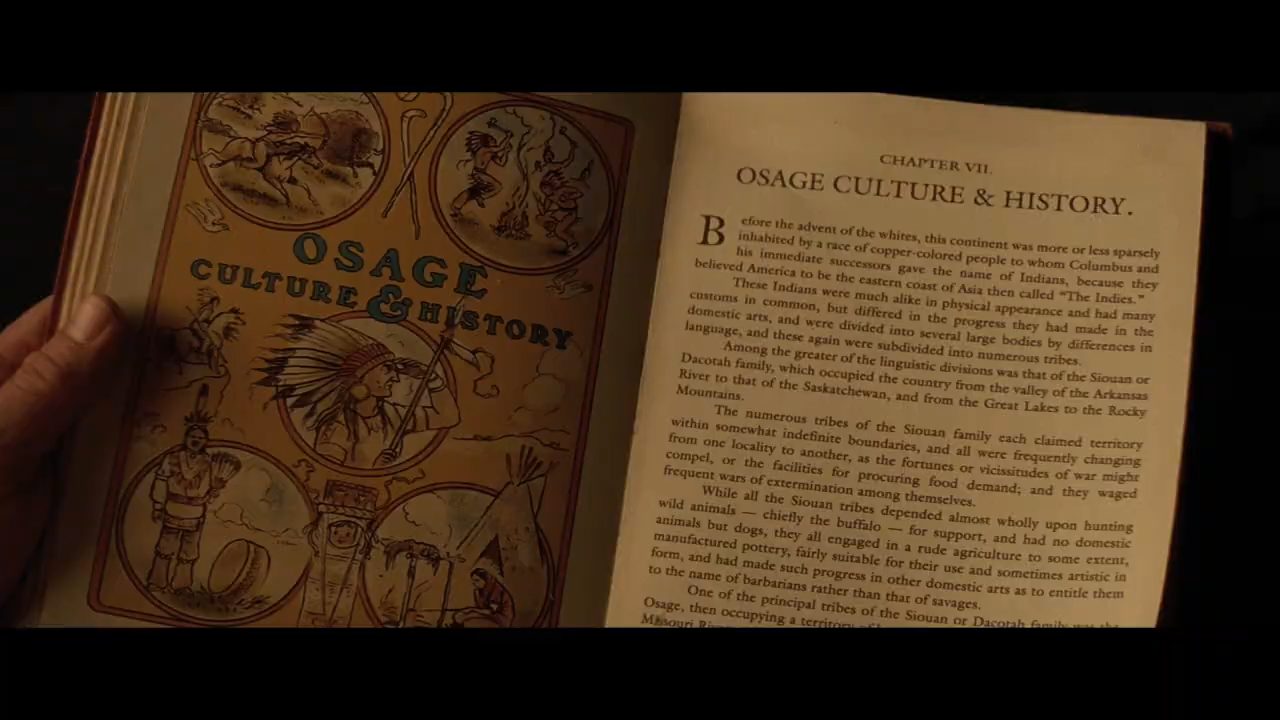 OSAGE
CULTURE & HISTORY
CHAPTER VII.
OSAGE CULTURE & HISTORY.
Before the advent of the whites, this continent was more or less sparsely
inhabited by a race of copper-colored people to whom Columbus and
his immediate successors gave the name of Indians, because they
believed America to be the eastern coast of Asia then called "The Indies."
These Indians were much alike in physical appearance and had many
customs in common, but differed in the progress they had made in the
domestic arts, and were divided into several large bodies by differences in
language, and these again were subdivided into numerous tribes.
Among the greater of the linguistic divisions was that of the Siouan or
Dacotah family, which occupied the country from the valley of the Arkansas
River to that of the Saskatchewan, and from the Great Lakes to the Rocky
Mountains.
The numerous tribes of the Siouan family each claimed territory
within somewhat indefinite boundaries, and all were frequently changing
from one locality to another, as the fortunes or vicissitudes of war might
compel, or the facilities for procuring food demand; and they waged
frequent wars of extermination among themselves.
While all the Siouan tribes depended almost wholly upon hunting
wild animals — chiefly the buffalo — for support, and had no domestic
animals but dogs, they all engaged in a rude agriculture to some extent,
manufactured pottery, fairly suitable for their use and sometimes artistic in
form, and had made such progress in other domestic arts as to entitle them
to the name of barbarians rather than that of savages.
One of the principal tribes of the Siouan or Dacotah family was the
Osage, then occupying a territory
Missouri